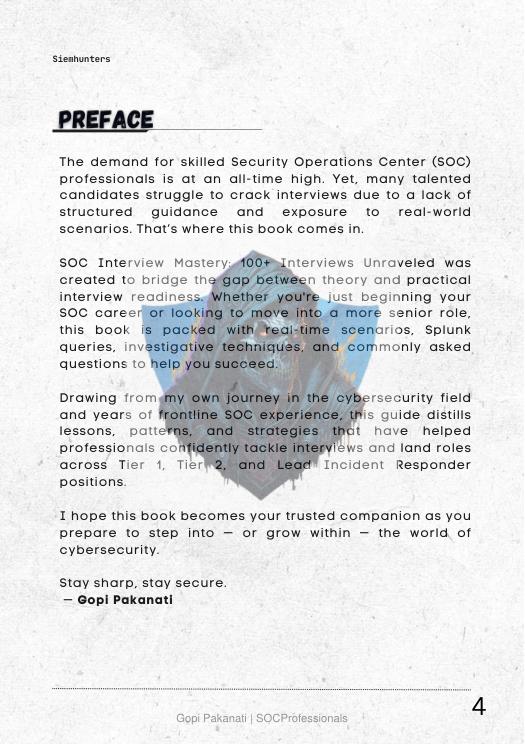 Siemhunters
PREFACE
The demand for skilled Security Operations Center (SOC)
professionals is at an all-time high. Yet, many talented
candidates struggle to crack interviews due to a lack of
structured guidance and exposure to real-world
scenarios. That's where this book comes in.
SOC Interview Mastery: 100+ Interviews Unraveled was
created to bridge the gap between theory and practical
interview readiness. Whether you're just beginning your
SOC career or looking to move into a more senior role,
this book is packed with real-time scenarios, Splunk
queries, investigative techniques, and commonly asked
questions to help you succeed.
Drawing from my own journey in the cybersecurity field
and years of frontline SOC experience, this guide distills
lessons, patterns, and strategies that have helped
professionals confidently tackle interviews and land roles
across Tier 1, Tier 2, and Lead Incident Responder
positions.
I hope this book becomes your trusted companion as you
prepare to step into — or grow within — the world of
cybersecurity.
Stay sharp, stay secure.
— Gopi Pakanati
4
Gopi Pakanati | SOCProfessionals